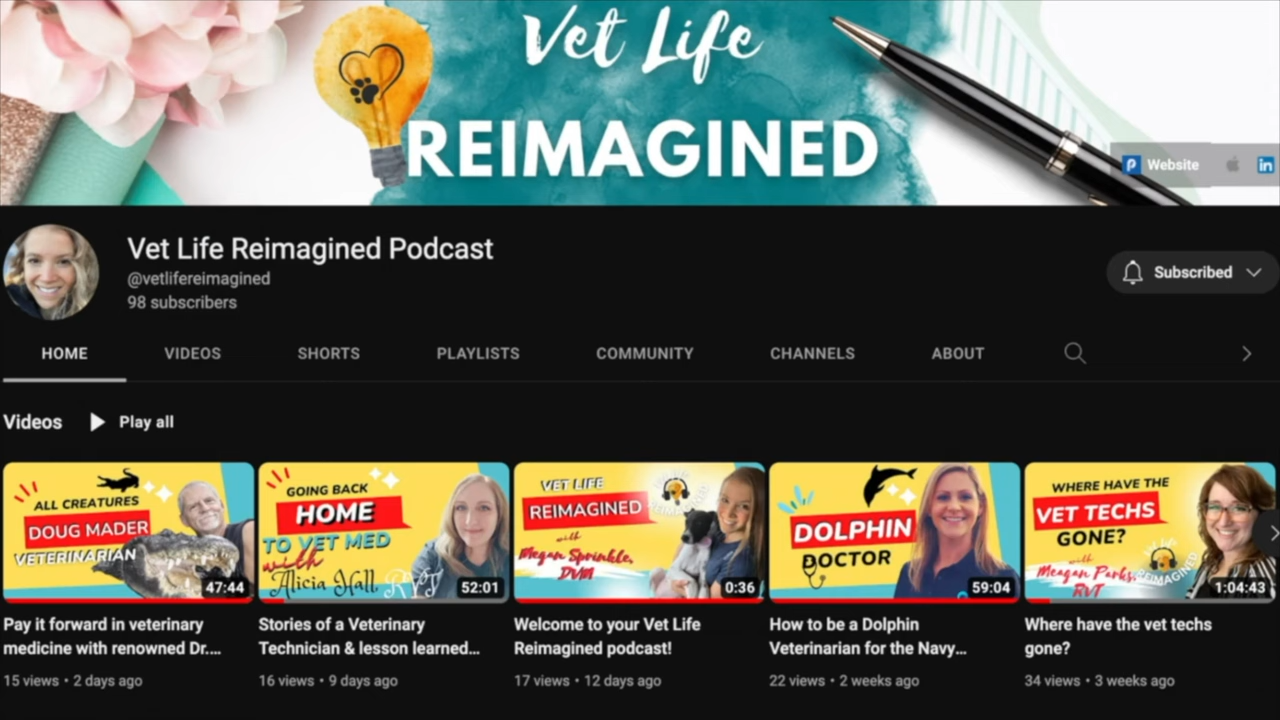 Vet Life
REIMAGINED
Website
in
Vet Life Reimagined Podcast
@vetlifereimagined
98 subscribers
Subscribed
HOME VIDEOS SHORTS PLAYLISTS COMMUNITY CHANNELS ABOUT
Videos Play all
ALL CREATURES
DOUG MADER
VETERINARIAN
47:44
GOING BACK
HOME
TO VET MED
with
Alicia Hall, RVT
52:01
VET LIFE
REIMAGINED
with
Megan Sprinkle,
DVM
0:36
DOLPHIN
DOCTOR
59:04
WHERE HAVE THE
VET TECHS
GONE?
with
Meagan Parks,
RVT
REIMAGINED
1:04:43
Pay it forward in veterinary
medicine with renowned Dr....
15 views • 2 days ago
Stories of a Veterinary
Technician & lesson learned...
16 views • 9 days ago
Welcome to your Vet Life
Reimagined podcast!
17 views • 12 days ago
How to be a Dolphin
Veterinarian for the Navy...
22 views • 2 weeks ago
Where have the vet techs
gone?
34 views • 3 weeks ago